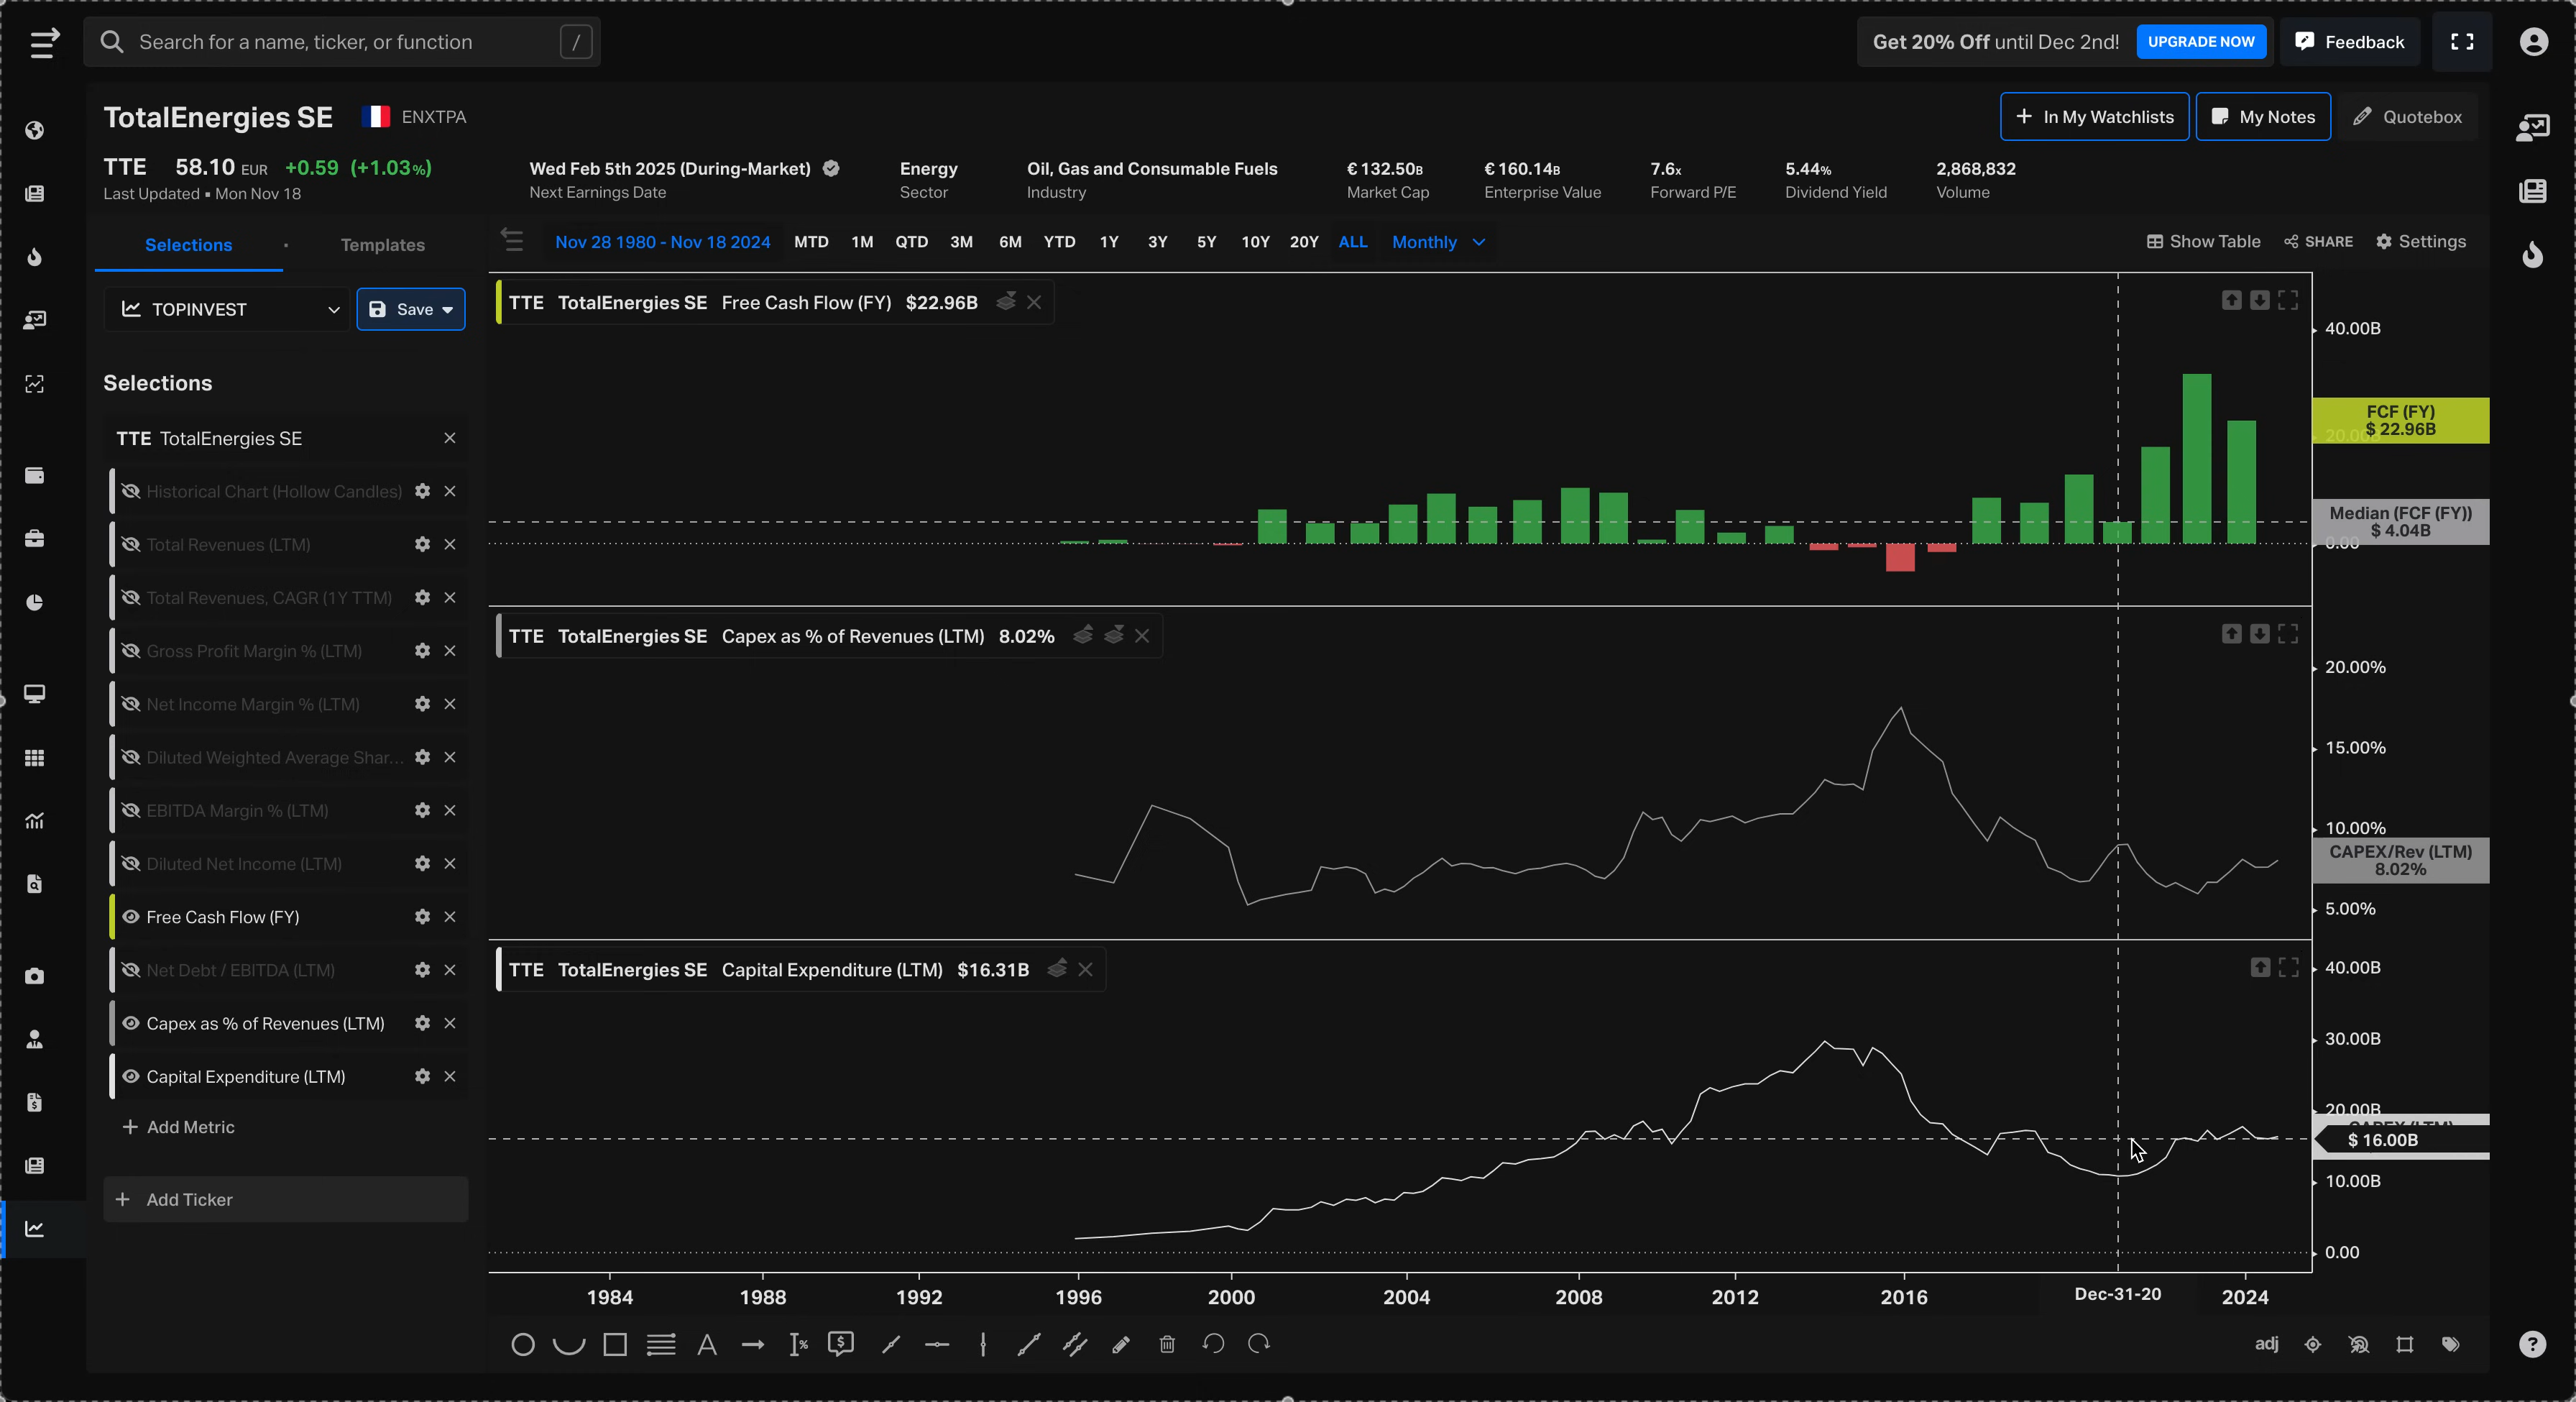 Search for a name, ticker, or function /
Get 20% Off until Dec 2nd! UPGRADE NOW Feedback
TotalEnergies SE ENXTPA
+ In My Watchlists My Notes Quotebox
TTE 58.10 EUR +0.59 (+1.03%)
Last Updated ▪ Mon Nov 18
Wed Feb 5th 2025 (During-Market)
Next Earnings Date
Energy
Sector
Oil, Gas and Consumable Fuels
Industry
€132.50B
Market Cap
€160.14B
Enterprise Value
7.6x
Forward P/E
5.44%
Dividend Yield
2,868,832
Volume
Selections · Templates
Nov 28 1980 - Nov 18 2024 MTD 1M QTD 3M 6M YTD 1Y 3Y 5Y 10Y 20Y ALL Monthly
Show Table SHARE Settings
TOPINVEST Save
Selections
TTE TotalEnergies SE
Historical Chart (Hollow Candles)
Total Revenues (LTM)
Total Revenues, CAGR (1Y TTM)
Gross Profit Margin % (LTM)
Net Income Margin % (LTM)
Diluted Weighted Average Shar...
EBITDA Margin % (LTM)
Diluted Net Income (LTM)
Free Cash Flow (FY)
Net Debt / EBITDA (LTM)
Capex as % of Revenues (LTM)
Capital Expenditure (LTM)
+ Add Metric
+ Add Ticker
TTE TotalEnergies SE Free Cash Flow (FY) $22.96B
40.00B
FCF (FY)
20.00B
$ 22.96B
Median (FCF (FY))
$ 4.04B
0.00
TTE TotalEnergies SE Capex as % of Revenues (LTM) 8.02%
20.00%
15.00%
10.00%
CAPEX/Rev (LTM)
8.02%
5.00%
TTE TotalEnergies SE Capital Expenditure (LTM) $16.31B
40.00B
30.00B
20.00B
CAPEX (LTM)
$ 16.00B
10.00B
0.00
1984 1988 1992 1996 2000 2004 2008 2012 2016 Dec-31-20 2024
A % $ adj ?